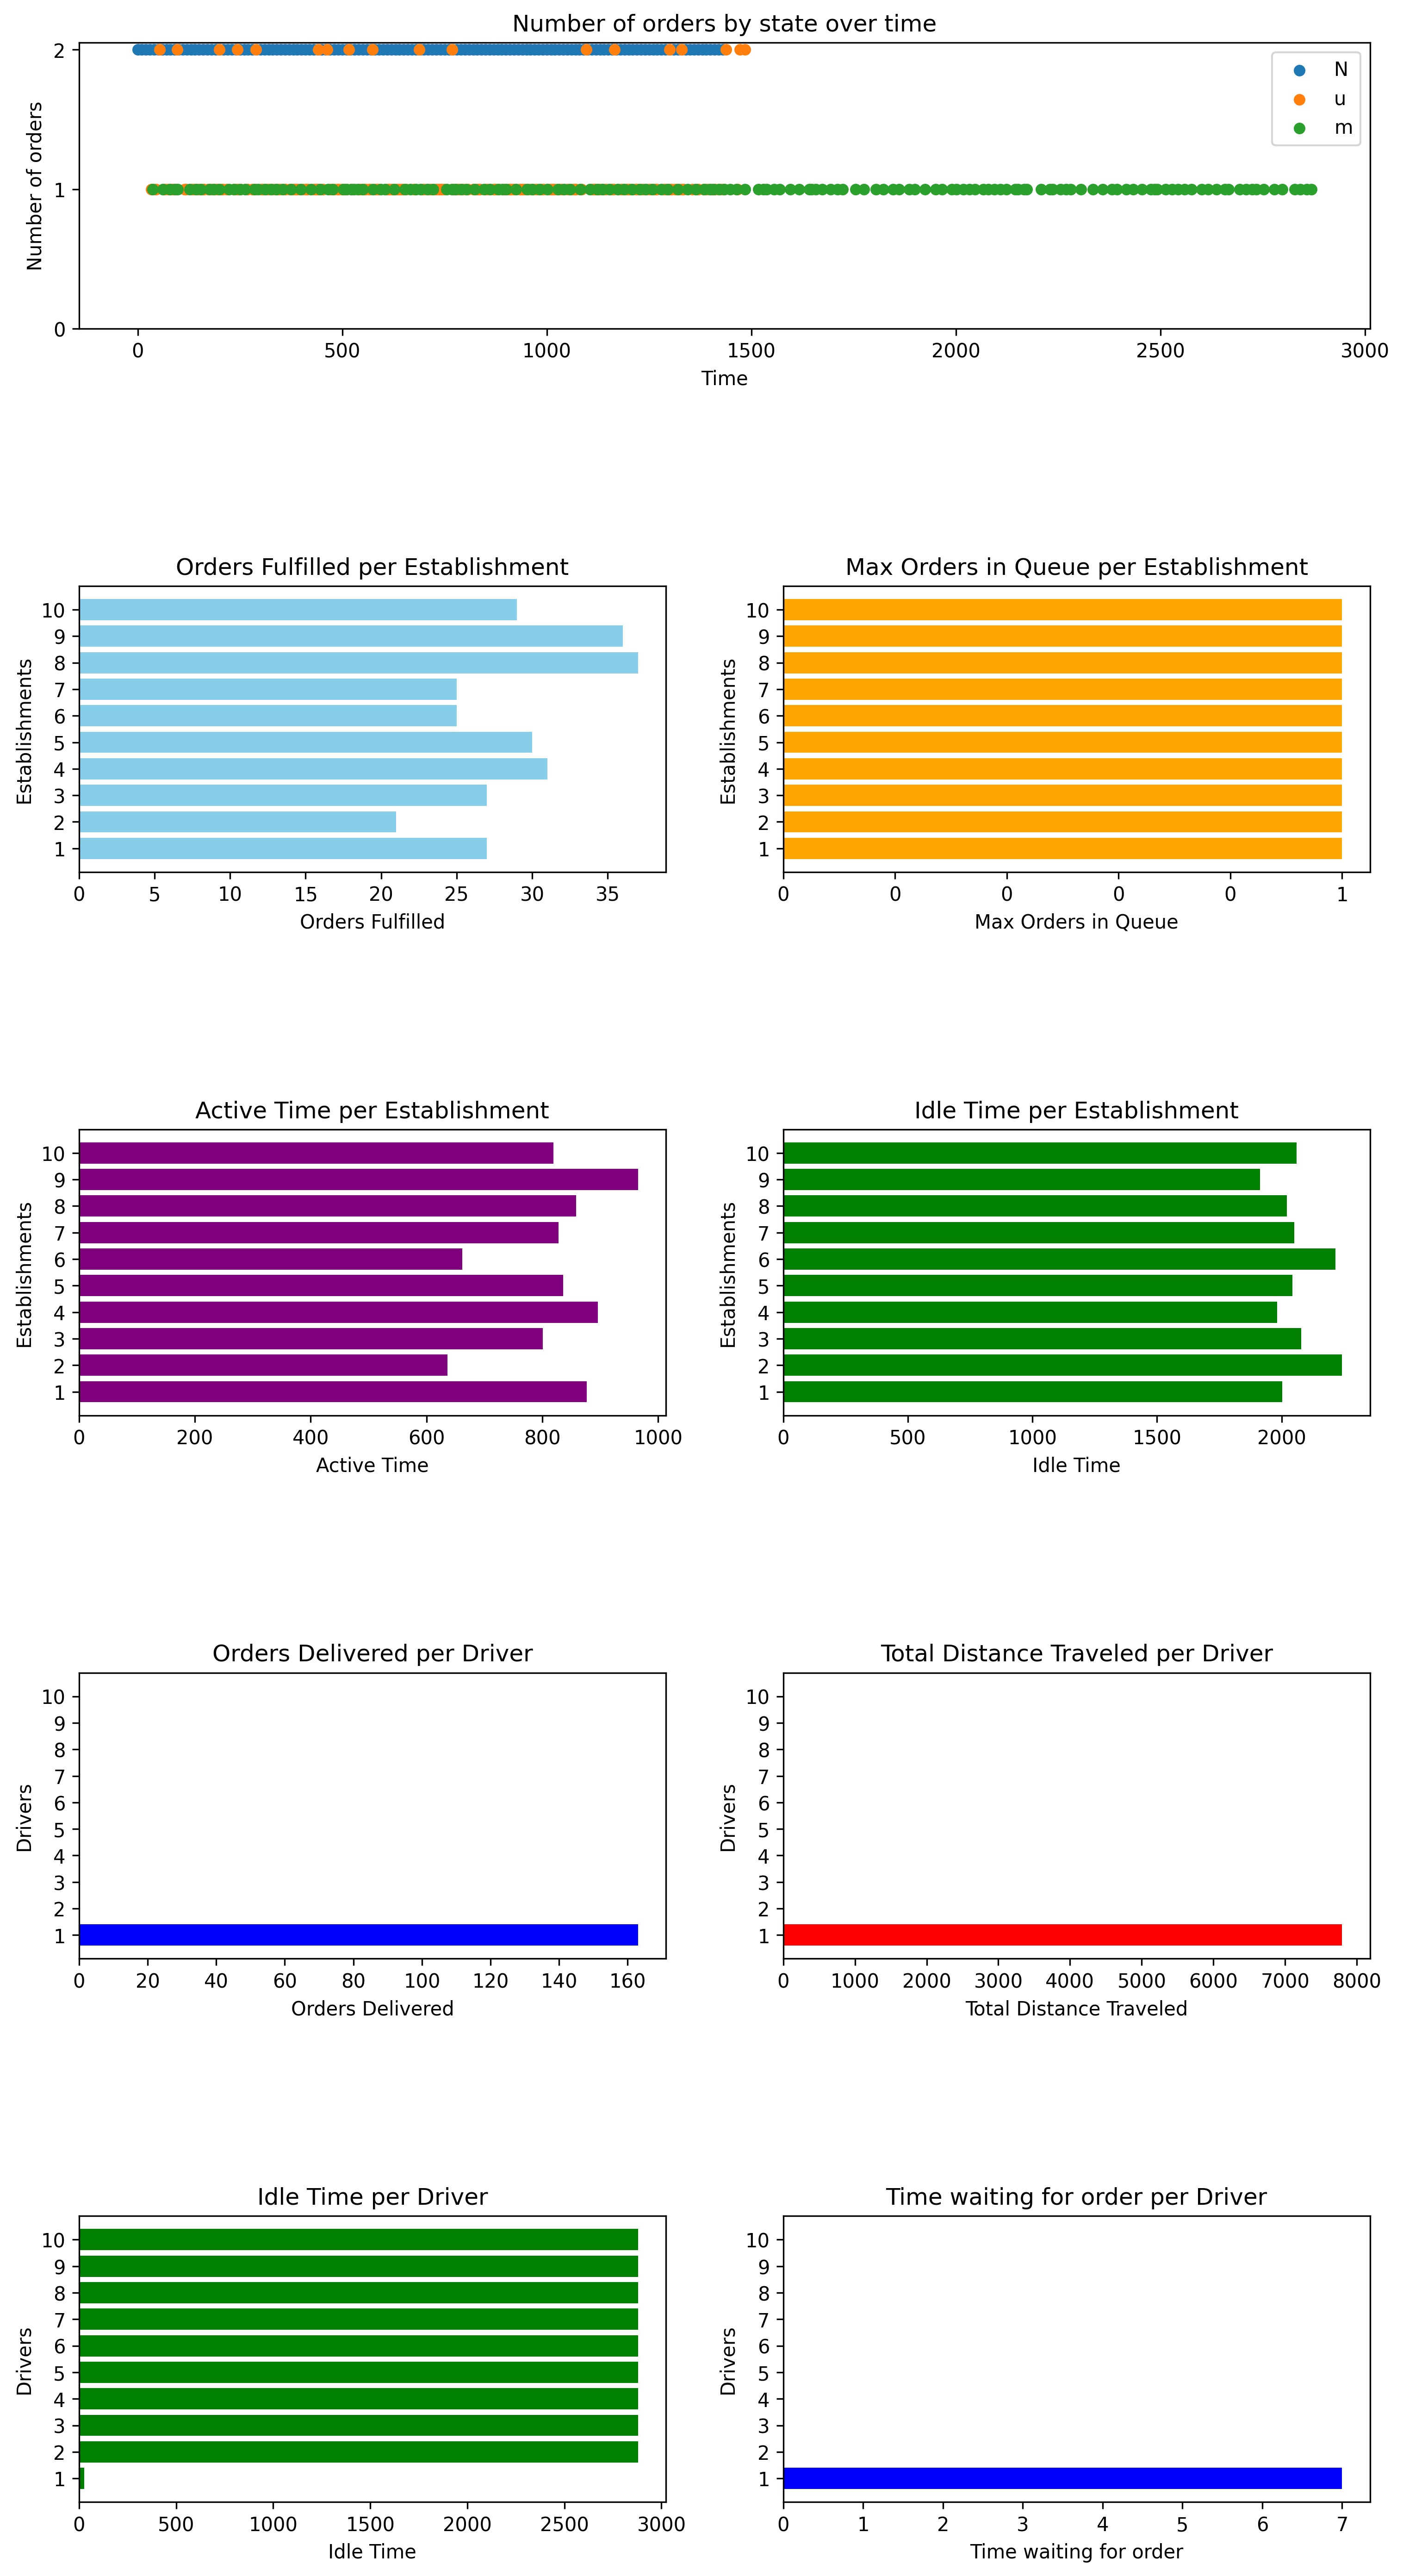 Number of orders by state over time
Number of orders
2
1
0
N
u
m
0 500 1000 1500 2000 2500 3000
Time
Orders Fulfilled per Establishment
Establishments
10
9
8
7
6
5
4
3
2
1
0 5 10 15 20 25 30 35
Orders Fulfilled
Max Orders in Queue per Establishment
Establishments
10
9
8
7
6
5
4
3
2
1
0 0 0 0 0 1
Max Orders in Queue
Active Time per Establishment
Establishments
10
9
8
7
6
5
4
3
2
1
0 200 400 600 800 1000
Active Time
Idle Time per Establishment
Establishments
10
9
8
7
6
5
4
3
2
1
0 500 1000 1500 2000
Idle Time
Orders Delivered per Driver
Drivers
10
9
8
7
6
5
4
3
2
1
0 20 40 60 80 100 120 140 160
Orders Delivered
Total Distance Traveled per Driver
Drivers
10
9
8
7
6
5
4
3
2
1
0 1000 2000 3000 4000 5000 6000 7000 8000
Total Distance Traveled
Idle Time per Driver
Drivers
10
9
8
7
6
5
4
3
2
1
0 500 1000 1500 2000 2500 3000
Idle Time
Time waiting for order per Driver
Drivers
10
9
8
7
6
5
4
3
2
1
0 1 2 3 4 5 6 7
Time waiting for order